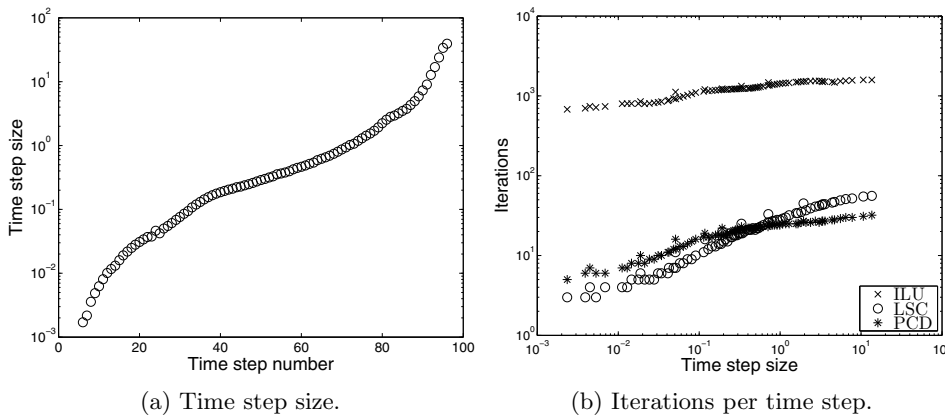 10^2
10^1
10^0
10^-1
10^-2
10^-3
Time step size
0 20 40 60 80 100
Time step number
(a) Time step size.
10^4
10^3
10^2
10^1
10^0
Iterations
10^-3 10^-2 10^-1 10^0 10^1 10^2
Time step size
ILU
LSC
PCD
(b) Iterations per time step.